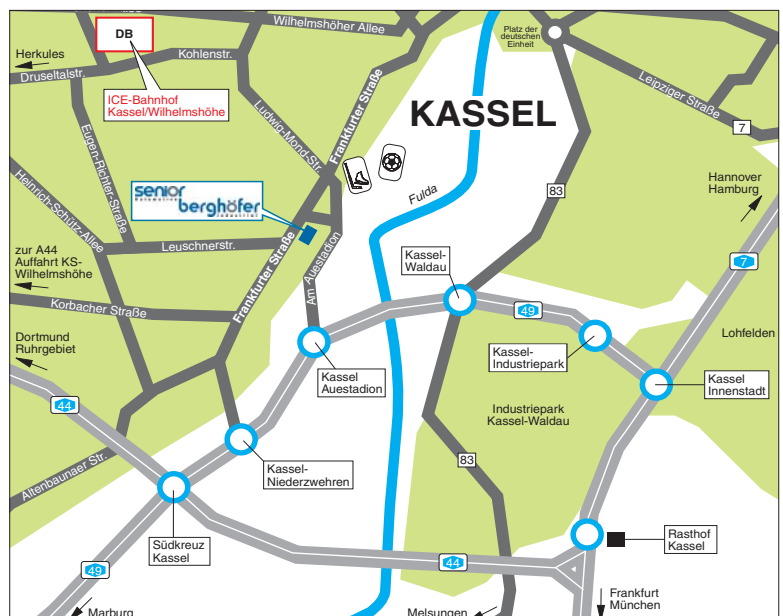 Wilhelmshöher Allee
DB
Platz der
deutschen
Einheit
Herkules
Kohlenstr.
Druseltalstr.
Leipziger Straße
ICE-Bahnhof
Kassel/Wilhelmshöhe
Ludwig-Mond-Str.
Frankfurter Straße
KASSEL
7
Eugen-Richter-Straße
Heinrich-Schütz-Allee
Hannover
Hamburg
83
senior
Automotive
berghöfer
Industrial
Fulda
Leuschnerstr.
Frankfurter Straße
Am Auestadion
zur A44
Auffahrt KS-
Wilhelmshöhe
Kassel-
Waldau
7
Korbacher Straße
49
Dortmund
Ruhrgebiet
Kassel-
Industriepark
Lohfelden
Kassel
Auestadion
Kassel
Innenstadt
44
Industriepark
Kassel-Waldau
Altenbaunaer Str.
83
Kassel-
Niederzwehren
Südkreuz
Kassel
Rasthof
Kassel
49
44
Frankfurt
München
Marburg
Melsungen